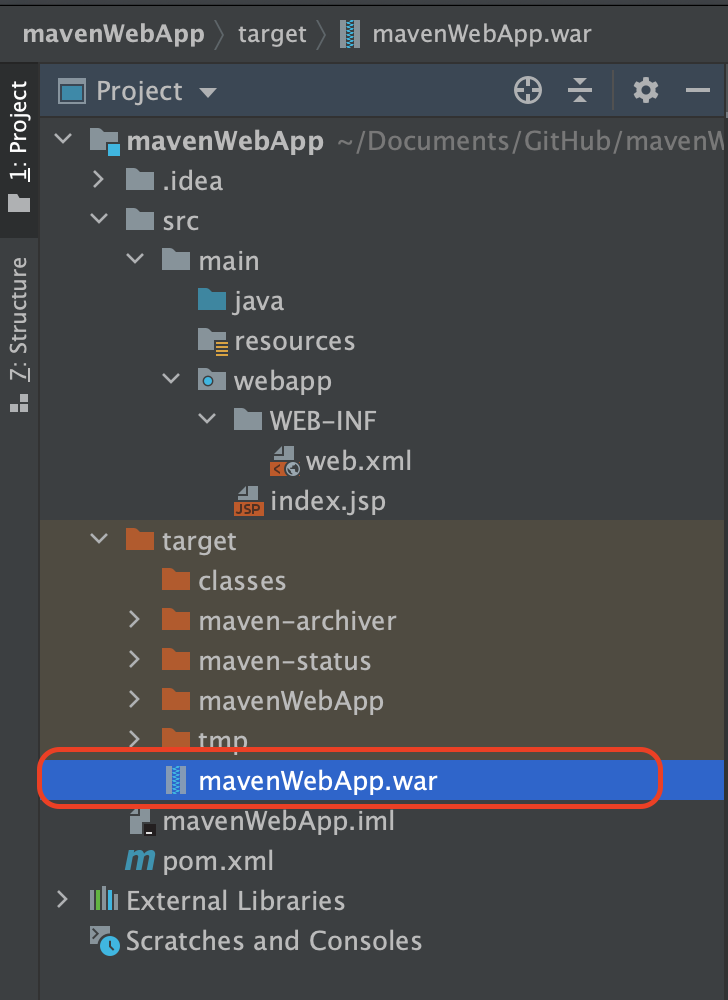 mavenWebApp target mavenWebApp.war
1: Project
Z: Structure
Project
mavenWebApp ~/Documents/GitHub/mavenW
.idea
src
main
java
resources
webapp
WEB-INF
web.xml
JSP index.jsp
target
classes
maven-archiver
maven-status
mavenWebApp
tmp
mavenWebApp.war
mavenWebApp.iml
m pom.xml
External Libraries
Scratches and Consoles